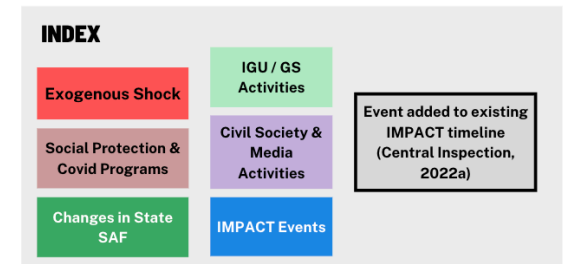 INDEX
Exogenous Shock
Social Protection &
Covid Programs
Changes in State
SAF
IGU / GS
Activities
Civil Society &
Media
Activities
IMPACT Events
Event added to existing
IMPACT timeline
(Central Inspection,
2022a)